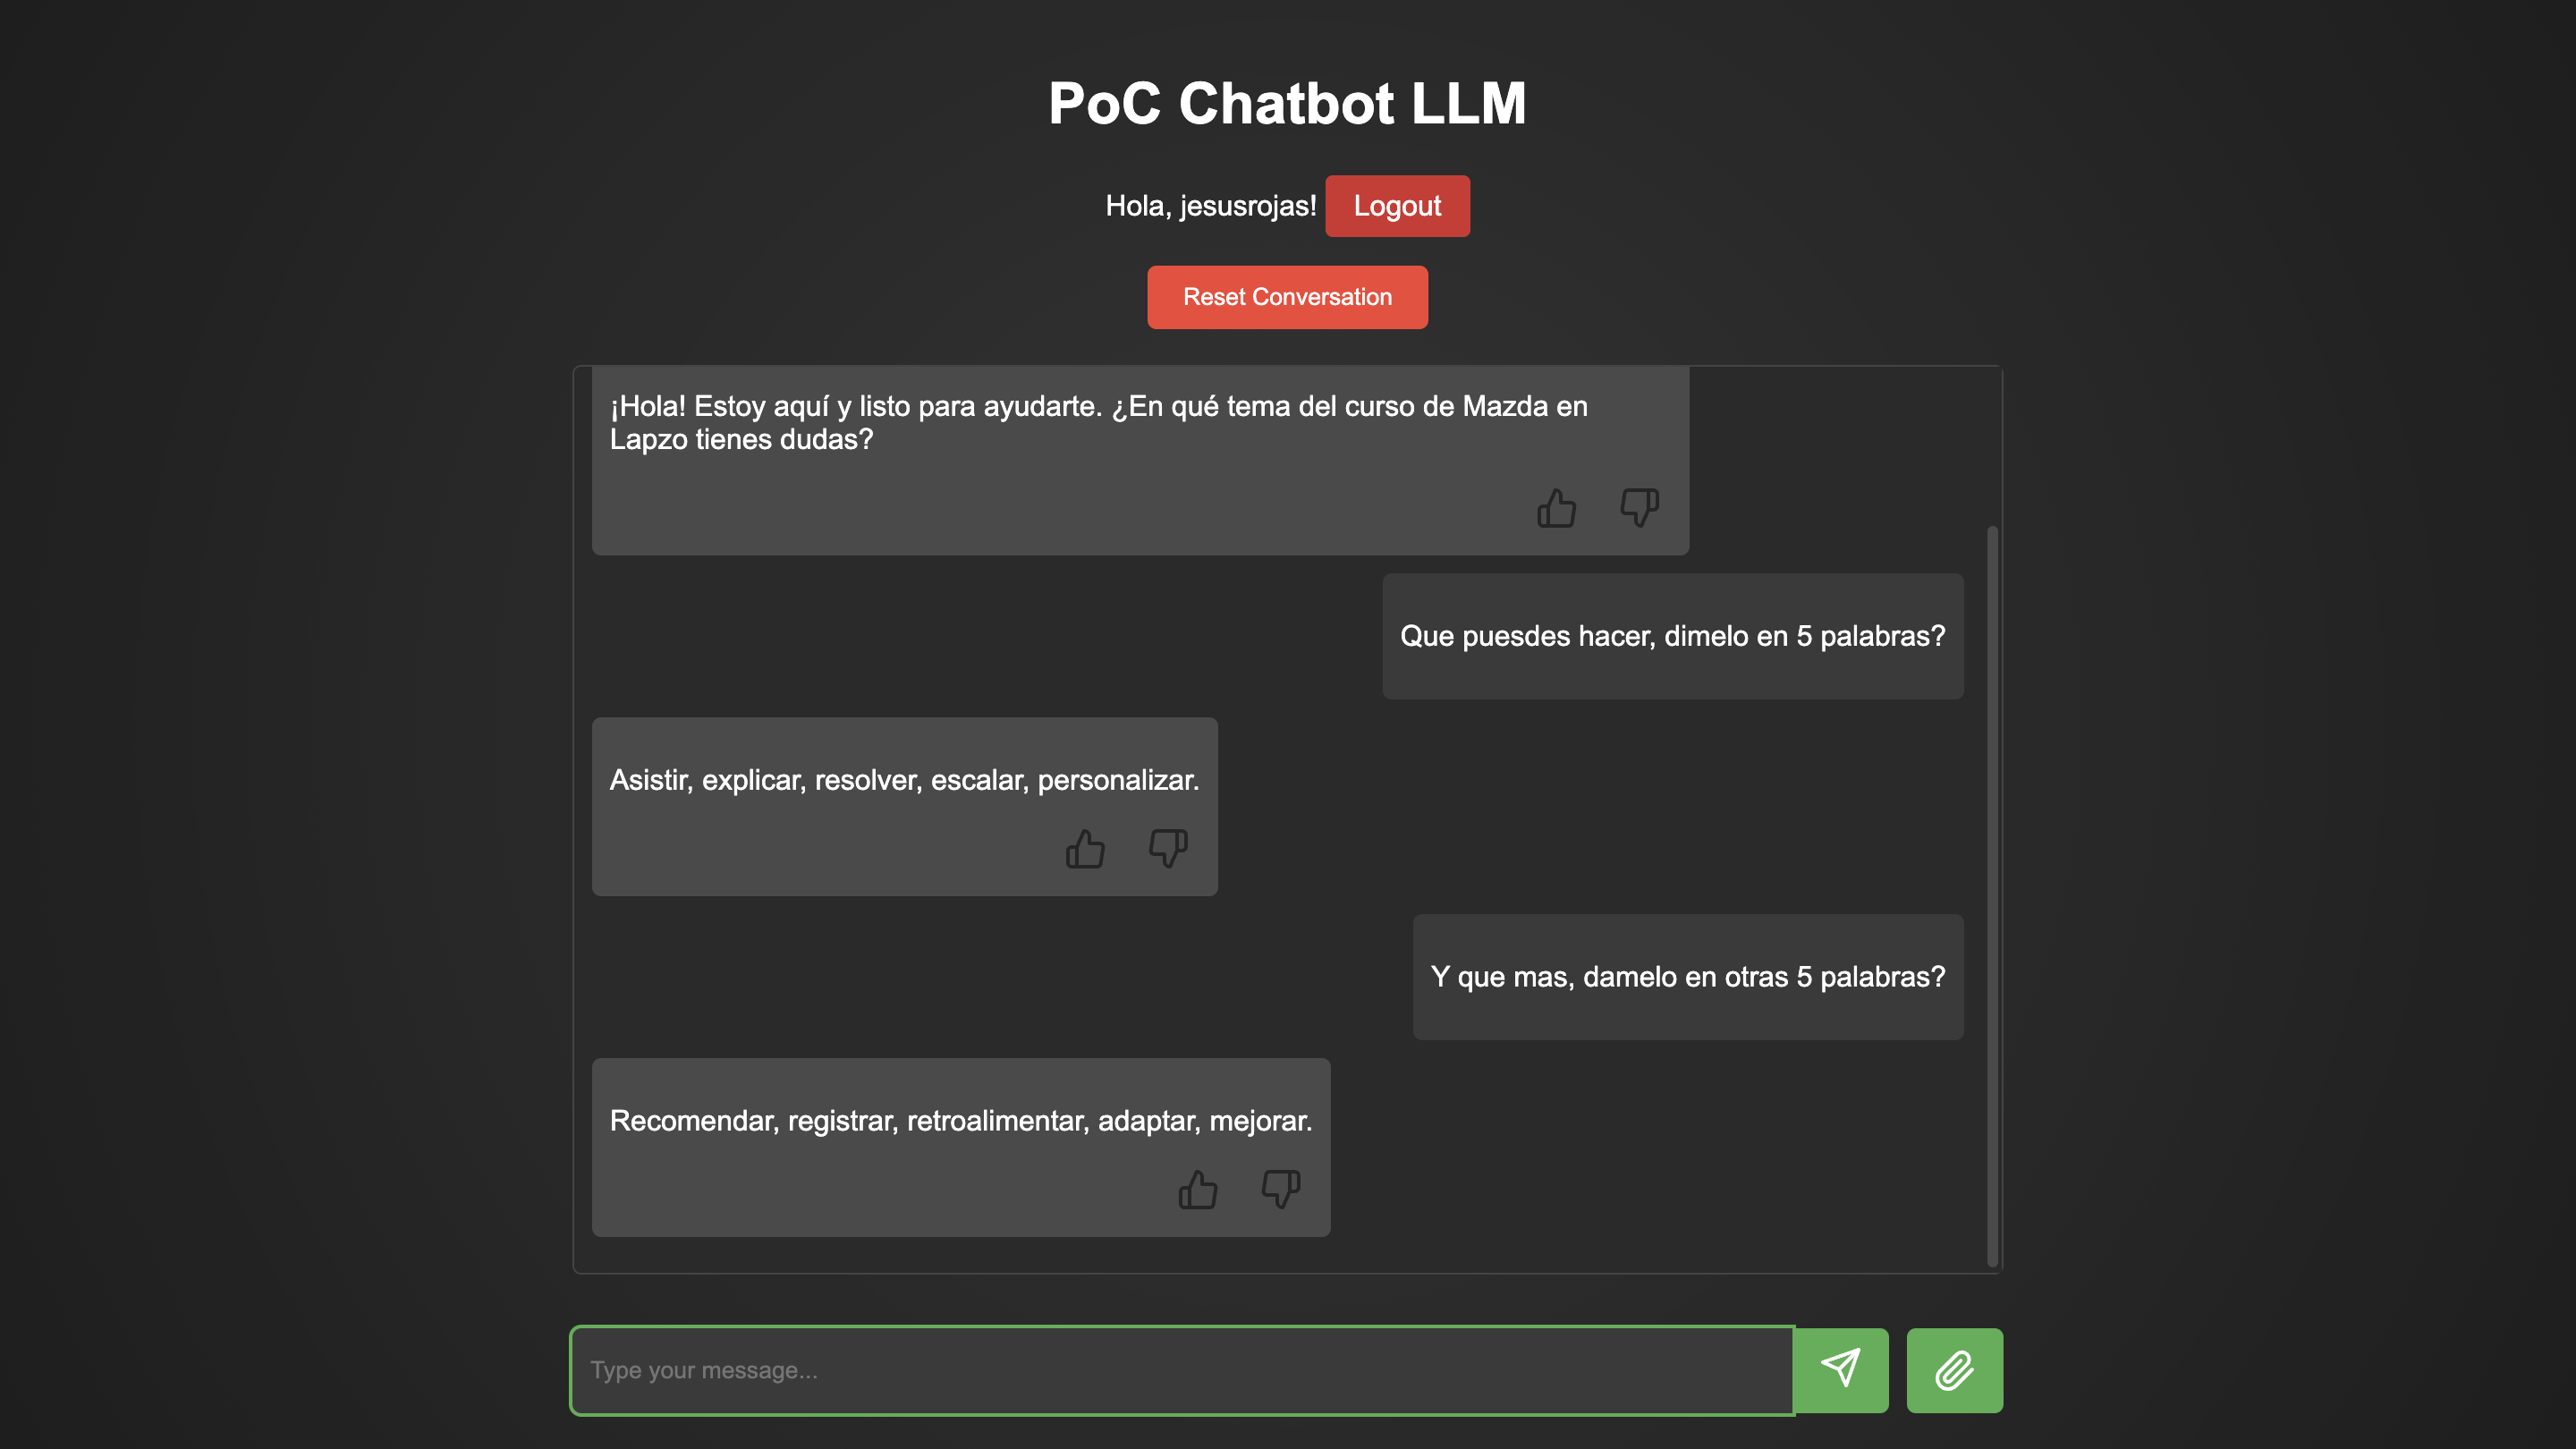 PoC Chatbot LLM
Hola, jesusrojas! Logout
Reset Conversation
¡Hola! Estoy aquí y listo para ayudarte. ¿En qué tema del curso de Mazda en
Lapzo tienes dudas?
Que puesdes hacer, dimelo en 5 palabras?
Asistir, explicar, resolver, escalar, personalizar.
Y que mas, damelo en otras 5 palabras?
Recomendar, registrar, retroalimentar, adaptar, mejorar.
Type your message...